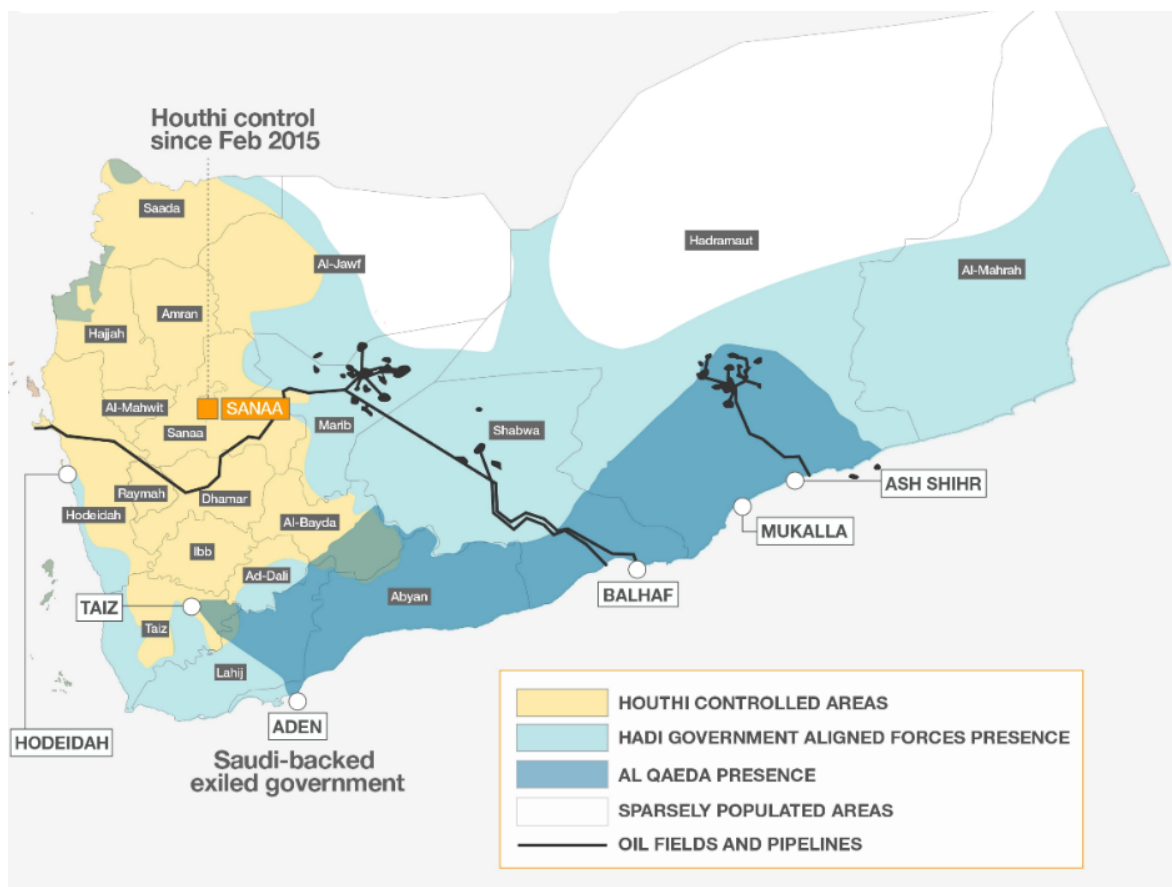 Houthi control
since Feb 2015
Saada
Al-Jawf
Hadramaut
Al-Mahrah
Amran
Hajjah
Al-Mahwit
SANAA
Sanaa
Marib
Shabwa
Raymah
Dhamar
Hodeidah
Al-Bayda
Ibb
Ad-Dali
Abyan
Taiz
Lahij
ASH SHIHR
MUKALLA
BALHAF
TAIZ
ADEN
HODEIDAH
Saudi-backed
exiled government
HOUTHI CONTROLLED AREAS
HADI GOVERNMENT ALIGNED FORCES PRESENCE
AL QAEDA PRESENCE
SPARSELY POPULATED AREAS
OIL FIELDS AND PIPELINES